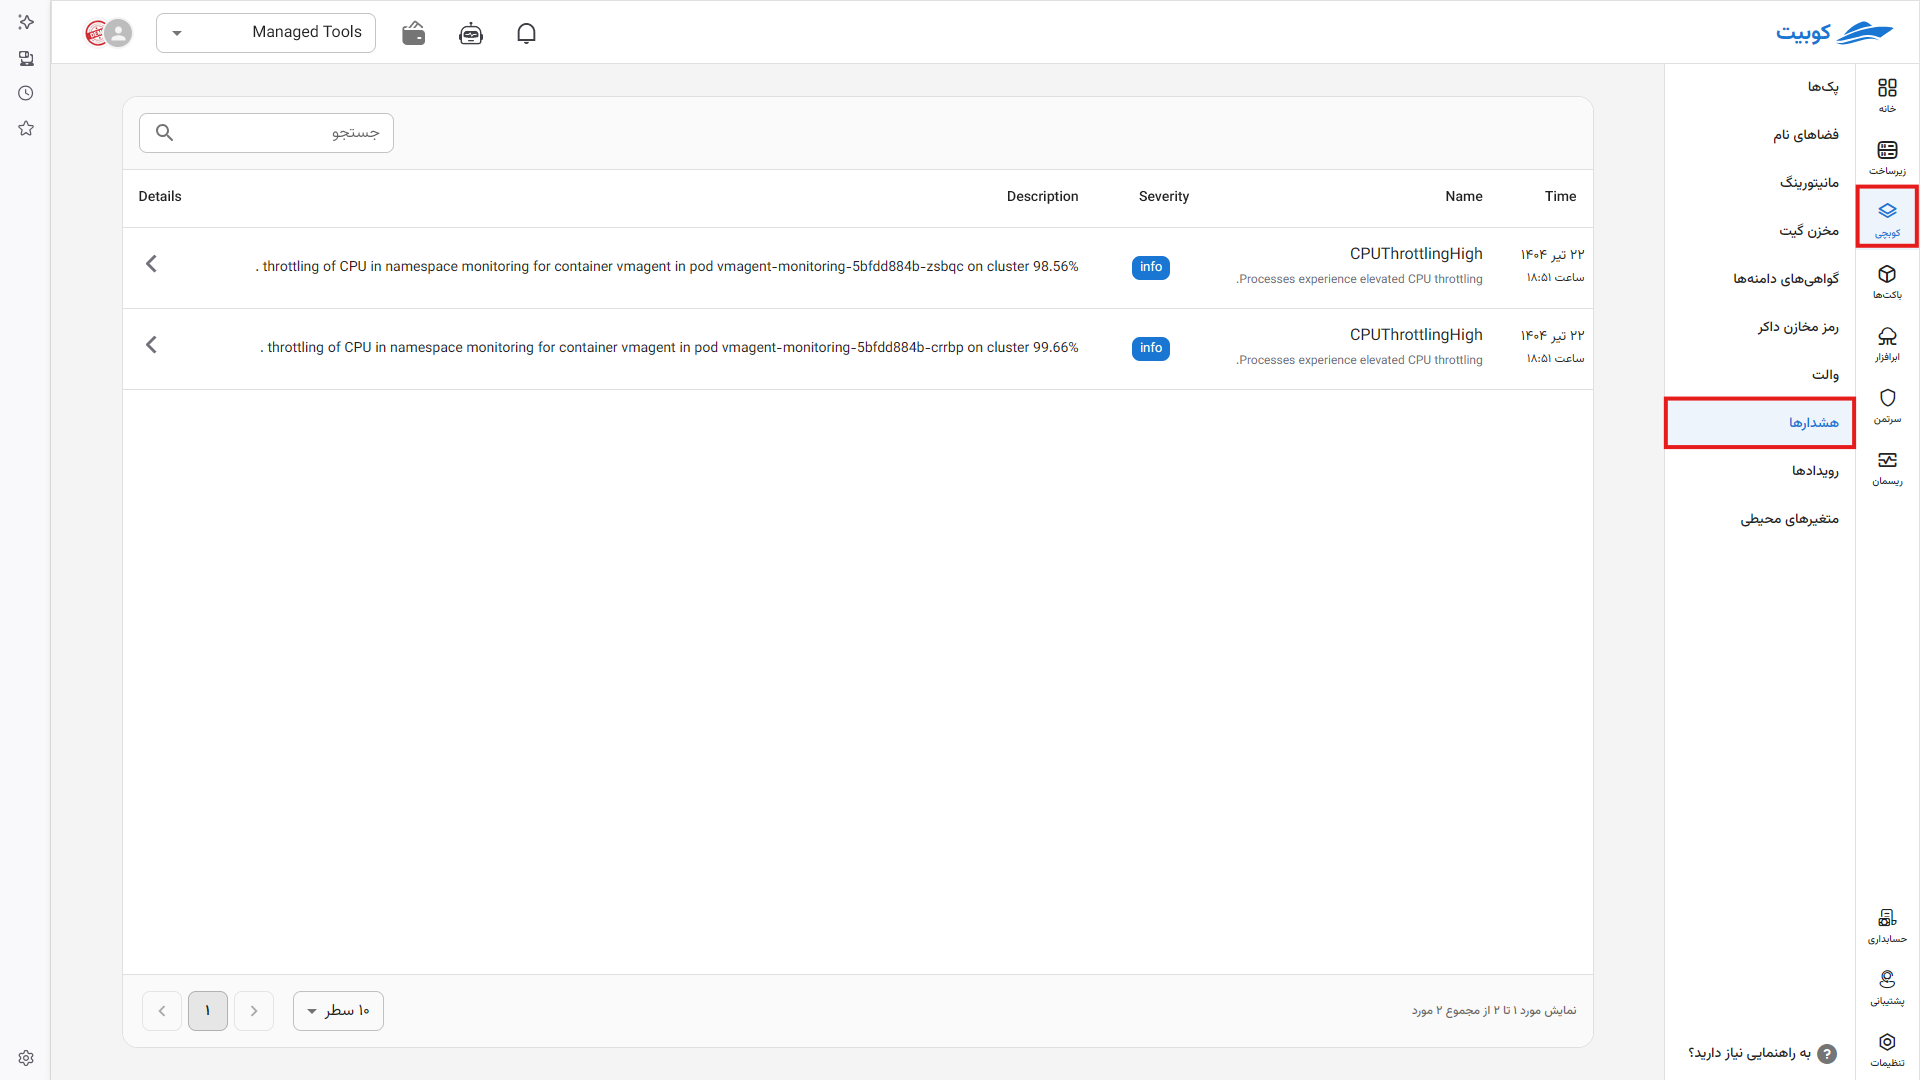 کوبیت
Managed Tools
خانه
زیرساخت
کوبچی
باکت‌ها
ابرافزار
سرتمن
ریسمان
حسابداری
پشتیبانی
تنظیمات
پک‌ها
فضاهای نام
مانیتورینگ
مخزن گیت
گواهی‌های دامنه‌ها
رمز مخازن داکر
والت
هشدارها
رویدادها
متغیرهای محیطی
به راهنمایی نیاز دارید؟
جستجو
Time Name Severity Description Details
۲۲ تیر ۱۴۰۴
ساعت ۱۸:۵۱
CPUThrottlingHigh
.Processes experience elevated CPU throttling
info
. throttling of CPU in namespace monitoring for container vmagent in pod vmagent-monitoring-5bfdd884b-zsbqc on cluster 98.56%
۲۲ تیر ۱۴۰۴
ساعت ۱۸:۵۱
CPUThrottlingHigh
.Processes experience elevated CPU throttling
info
. throttling of CPU in namespace monitoring for container vmagent in pod vmagent-monitoring-5bfdd884b-crrbp on cluster 99.66%
نمایش مورد ۱ تا ۲ از مجموع ۲ مورد
۱۰ سطر
۱